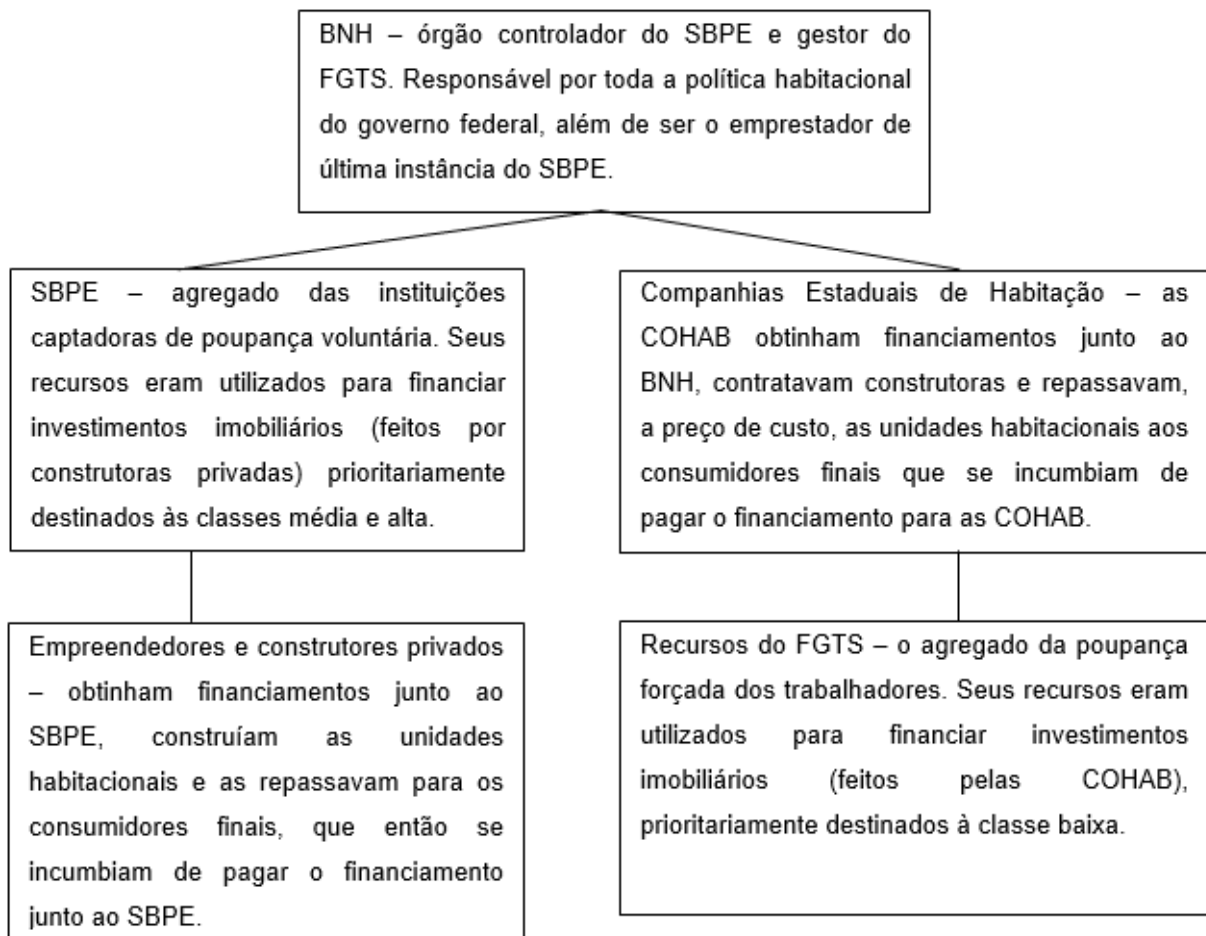 BNH – órgão controlador do SBPE e gestor do
FGTS. Responsável por toda a política habitacional
do governo federal, além de ser o emprestador de
última instância do SBPE.
SBPE – agregado das instituições
captadoras de poupança voluntária. Seus
recursos eram utilizados para financiar
investimentos imobiliários (feitos por
construtoras privadas) prioritariamente
destinados às classes média e alta.
Companhias Estaduais de Habitação – as
COHAB obtinham financiamentos junto ao
BNH, contratavam construtoras e repassavam,
a preço de custo, as unidades habitacionais aos
consumidores finais que se incumbiam de
pagar o financiamento para as COHAB.
Empreendedores e construtores privados
– obtinham financiamentos junto ao
SBPE, construíam as unidades
habitacionais e as repassavam para os
consumidores finais, que então se
incumbiam de pagar o financiamento
junto ao SBPE.
Recursos do FGTS – o agregado da poupança
forçada dos trabalhadores. Seus recursos eram
utilizados para financiar investimentos
imobiliários (feitos pelas COHAB),
prioritariamente destinados à classe baixa.